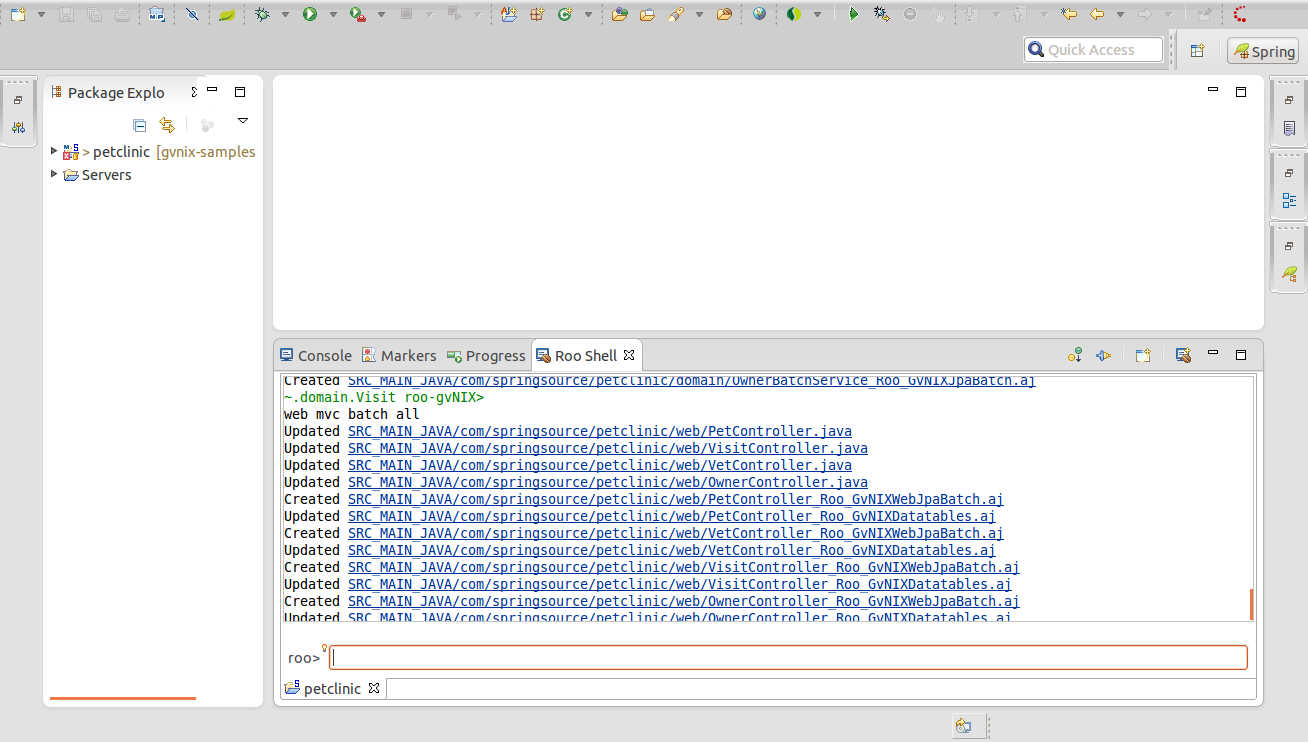 Quick Access
Spring
Package Explo
> petclinic [gvnix-samples
Servers
Console Markers Progress Roo Shell
Created SRC_MAIN_JAVA/com/springsource/petclinic/domain/OwnerBatchService_Roo_GvNIXJpaBatch.aj
~.domain.Visit roo-gvNIX>
web mvc batch all
Updated SRC_MAIN_JAVA/com/springsource/petclinic/web/PetController.java
Updated SRC_MAIN_JAVA/com/springsource/petclinic/web/VisitController.java
Updated SRC_MAIN_JAVA/com/springsource/petclinic/web/VetController.java
Updated SRC_MAIN_JAVA/com/springsource/petclinic/web/OwnerController.java
Created SRC_MAIN_JAVA/com/springsource/petclinic/web/PetController_Roo_GvNIXWebJpaBatch.aj
Updated SRC_MAIN_JAVA/com/springsource/petclinic/web/PetController_Roo_GvNIXDatatables.aj
Created SRC_MAIN_JAVA/com/springsource/petclinic/web/VetController_Roo_GvNIXWebJpaBatch.aj
Updated SRC_MAIN_JAVA/com/springsource/petclinic/web/VetController_Roo_GvNIXDatatables.aj
Created SRC_MAIN_JAVA/com/springsource/petclinic/web/VisitController_Roo_GvNIXWebJpaBatch.aj
Updated SRC_MAIN_JAVA/com/springsource/petclinic/web/VisitController_Roo_GvNIXDatatables.aj
Created SRC_MAIN_JAVA/com/springsource/petclinic/web/OwnerController_Roo_GvNIXWebJpaBatch.aj
Updated SRC_MAIN_JAVA/com/springsource/petclinic/web/OwnerController_Roo_GvNIXDatatables.aj
roo>
petclinic